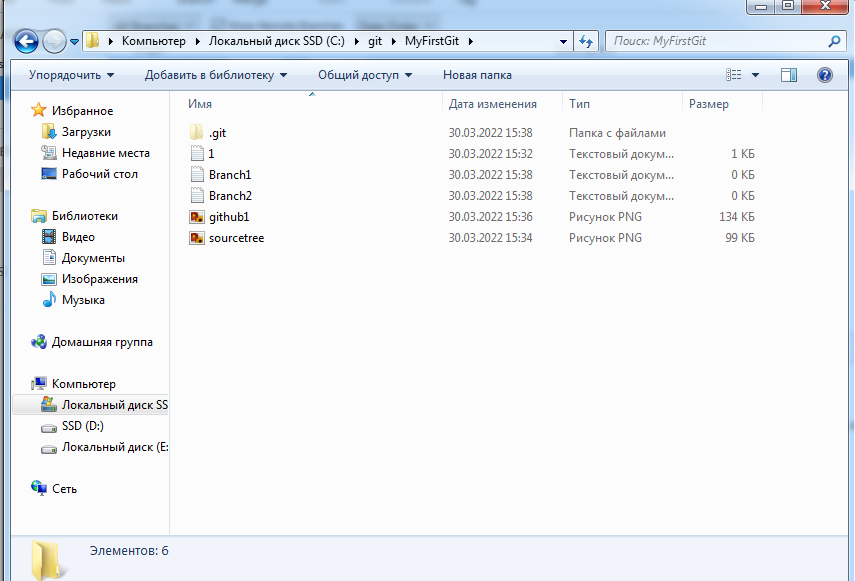 Компьютер Локальный диск SSD (C:) git MyFirstGit Поиск: MyFirstGit
Упорядочить Добавить в библиотеку Общий доступ Новая папка
Избранное
Загрузки
Недавние места
Рабочий стол
Библиотеки
Видео
Документы
Изображения
Музыка
Домашняя группа
Компьютер
Локальный диск SS
SSD (D:)
Локальный диск (E:
Сеть
Имя Дата изменения Тип Размер
.git 30.03.2022 15:38 Папка с файлами
1 30.03.2022 15:32 Текстовый докум... 1 КБ
Branch1 30.03.2022 15:38 Текстовый докум... 0 КБ
Branch2 30.03.2022 15:38 Текстовый докум... 0 КБ
github1 30.03.2022 15:36 Рисунок PNG 134 КБ
sourcetree 30.03.2022 15:34 Рисунок PNG 99 КБ
Элементов: 6